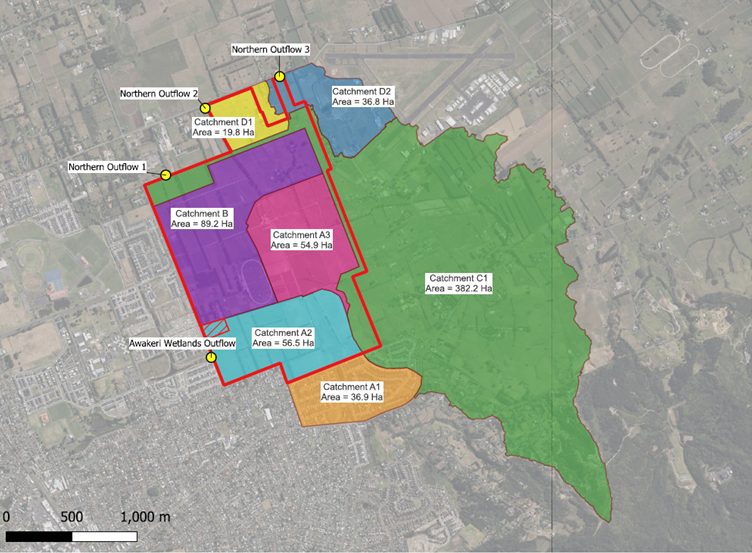 Northern Outflow 3
Northern Outflow 2
Catchment D2
Area = 36.8 Ha
Catchment D1
Area = 19.8 Ha
Northern Outflow 1
Catchment B
Area = 89.2 Ha
Catchment A3
Area = 54.9 Ha
Catchment C1
Area = 382.2 Ha
Catchment A2
Area = 56.5 Ha
Awakeri Wetlands Outflow
Catchment A1
Area = 36.9 Ha
0 500 1,000 m